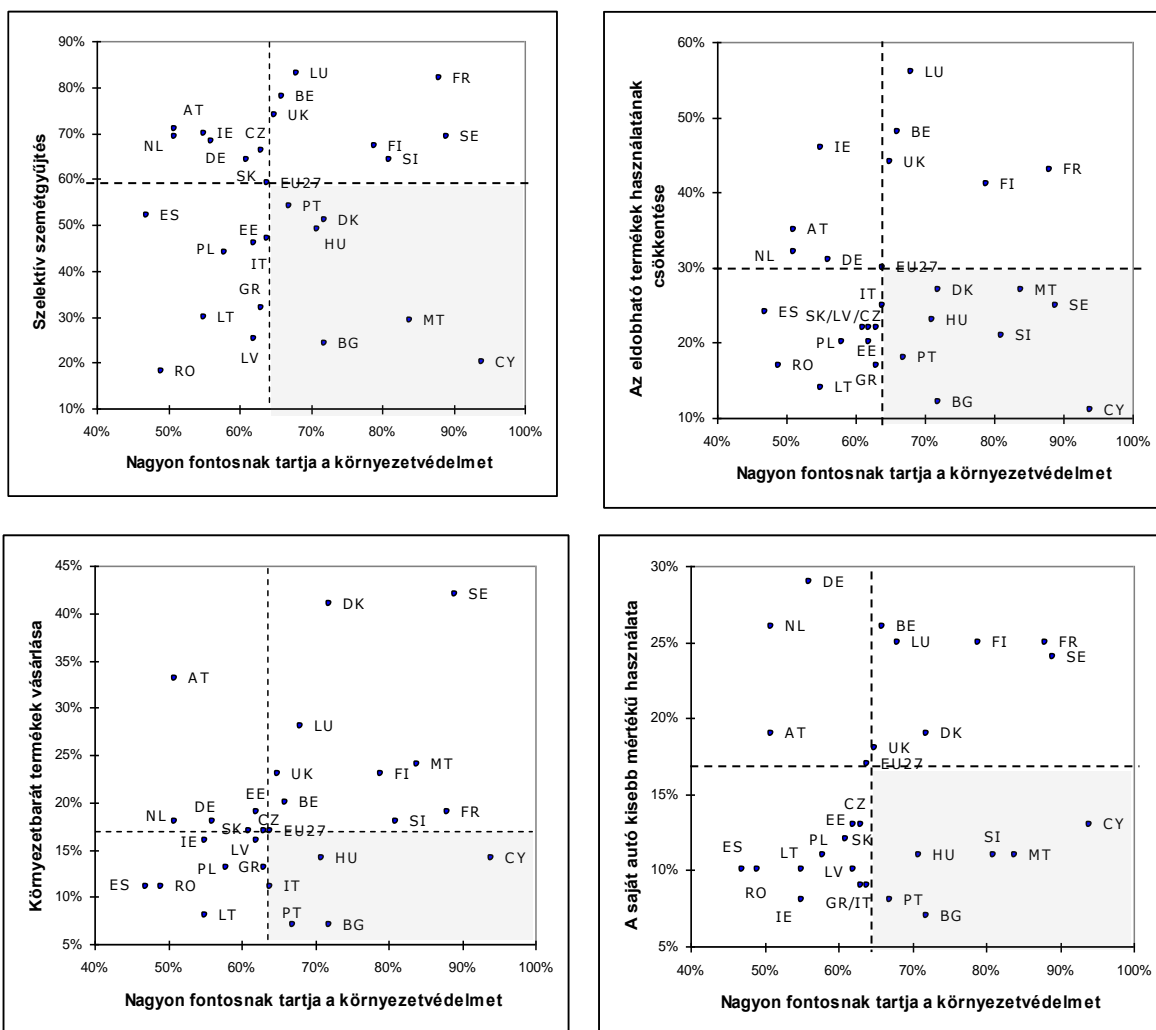 90%
80%
70%
60%
50%
40%
30%
20%
10%
LU
FR
BE
AT
UK
IE
CZ
SE
NL
DE
FI
SI
SK
EU27
ES
PT
DK
EE
HU
PL
IT
GR
LT
MT
LV
BG
RO
CY
40% 50% 60% 70% 80% 90% 100%
Szelektív szemétgyűjtés
Nagyon fontosnak tartja a környezetvédelmet
60%
50%
40%
30%
20%
10%
LU
BE
IE
UK
FR
FI
AT
NL
DE
EU27
IT
DK
MT
SE
ES
SK/LV/CZ
HU
PL
EE
SI
PT
RO
GR
LT
BG
CY
40% 50% 60% 70% 80% 90% 100%
Az eldobható termékek használatának
csökkentése
Nagyon fontosnak tartja a környezetvédelmet
45%
40%
35%
30%
25%
20%
15%
10%
5%
SE
DK
AT
LU
MT
UK
FI
EE
BE
NL
DE
CZ
FR
SI
SK
EU27
IE
LV
HU
CY
PL
GR
ES
RO
IT
LT
PT
BG
40% 50% 60% 70% 80% 90% 100%
Környezetbarát termékek vásárlása
Nagyon fontosnak tartja a környezetvédelmet
30%
25%
20%
15%
10%
5%
DE
NL
BE
LU
FI
FR
SE
AT
DK
UK
EU27
CZ
EE
CY
PL
SK
SI
ES
LT
LV
HU
MT
RO
GR/IT
PT
IE
BG
40% 50% 60% 70% 80% 90% 100%
A saját autó kisebb mértékű használata
Nagyon fontosnak tartja a környezetvédelmet